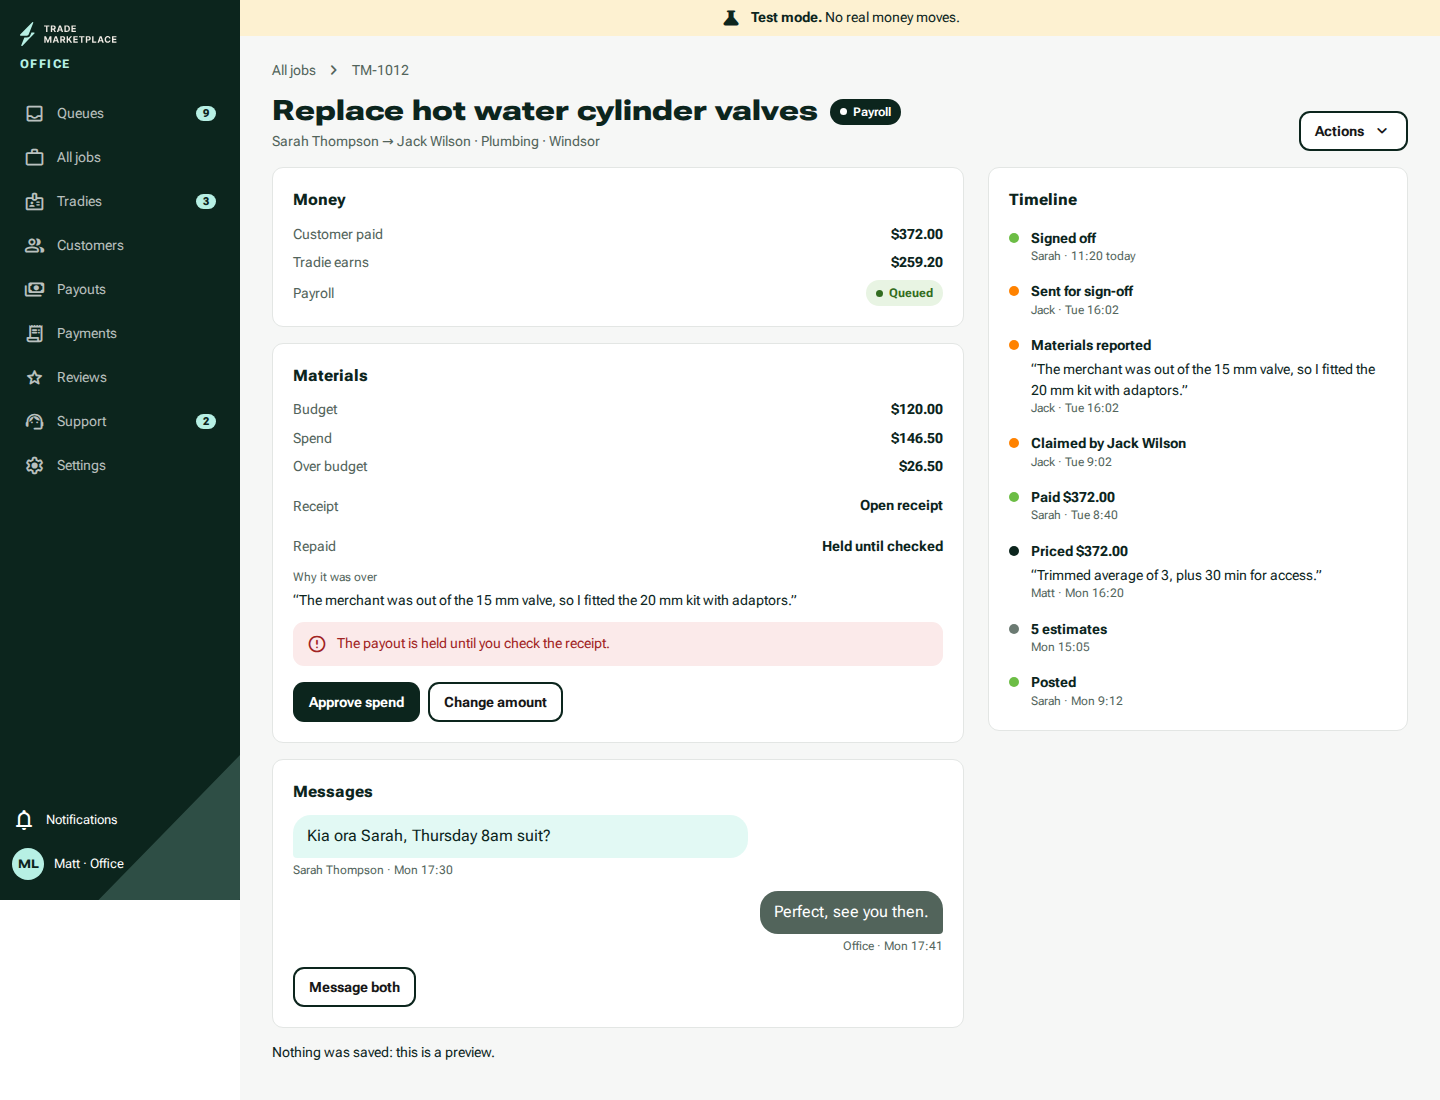 TRADE
MARKETPLACE
OFFICE
Queues 9
All jobs
Tradies 3
Customers
Payouts
Payments
Reviews
Support 2
Settings
Notifications
ML Matt · Office
Test mode. No real money moves.
All jobs TM-1012
Replace hot water cylinder valves Payroll
Sarah Thompson → Jack Wilson · Plumbing · Windsor
Actions
Money
Customer paid $372.00
Tradie earns $259.20
Payroll Queued
Materials
Budget $120.00
Spend $146.50
Over budget $26.50
Receipt Open receipt
Repaid Held until checked
Why it was over
“The merchant was out of the 15 mm valve, so I fitted the 20 mm kit with adaptors.”
The payout is held until you check the receipt.
Approve spend Change amount
Messages
Kia ora Sarah, Thursday 8am suit?
Sarah Thompson · Mon 17:30
Perfect, see you then.
Office · Mon 17:41
Message both
Nothing was saved: this is a preview.
Timeline
Signed off
Sarah · 11:20 today
Sent for sign-off
Jack · Tue 16:02
Materials reported
“The merchant was out of the 15 mm valve, so I fitted the
20 mm kit with adaptors.”
Jack · Tue 16:02
Claimed by Jack Wilson
Jack · Tue 9:02
Paid $372.00
Sarah · Tue 8:40
Priced $372.00
“Trimmed average of 3, plus 30 min for access.”
Matt · Mon 16:20
5 estimates
Mon 15:05
Posted
Sarah · Mon 9:12